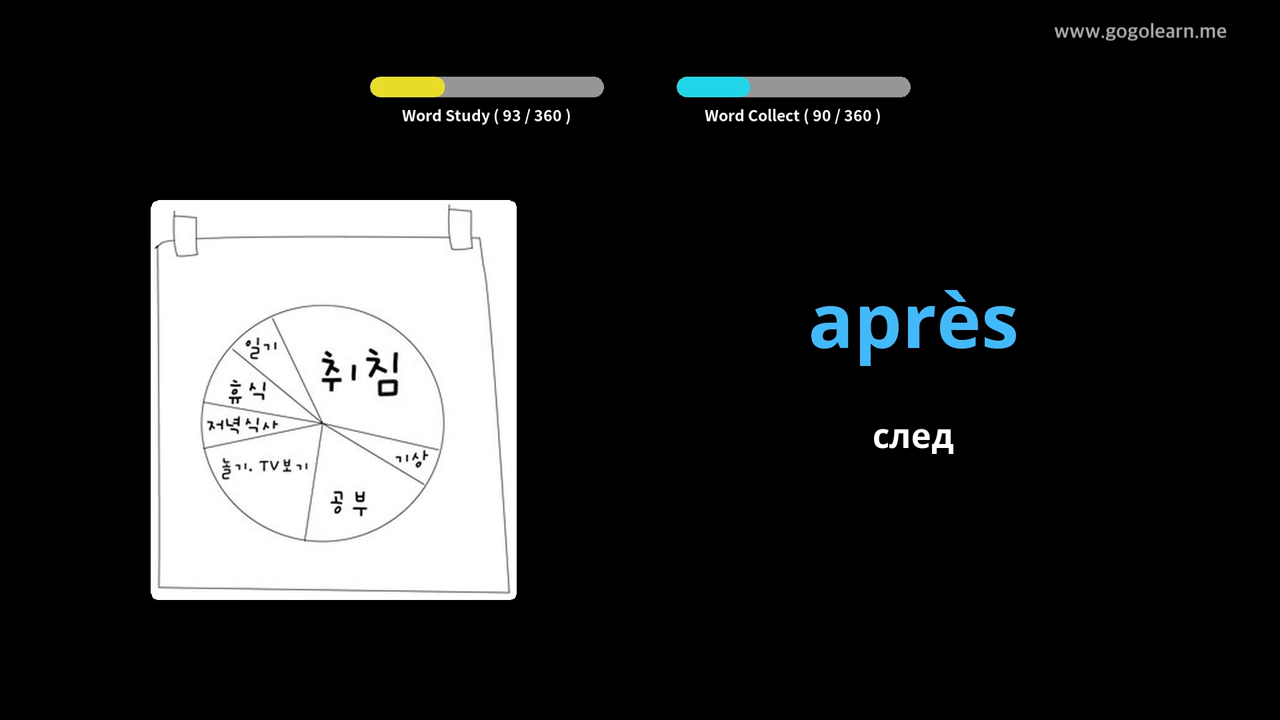 www.gogolearn.me
Word Study ( 93 / 360 )
Word Collect ( 90 / 360 )
일기
취침
휴식
저녁식사
기상
놀기. TV보기
공부
après
след